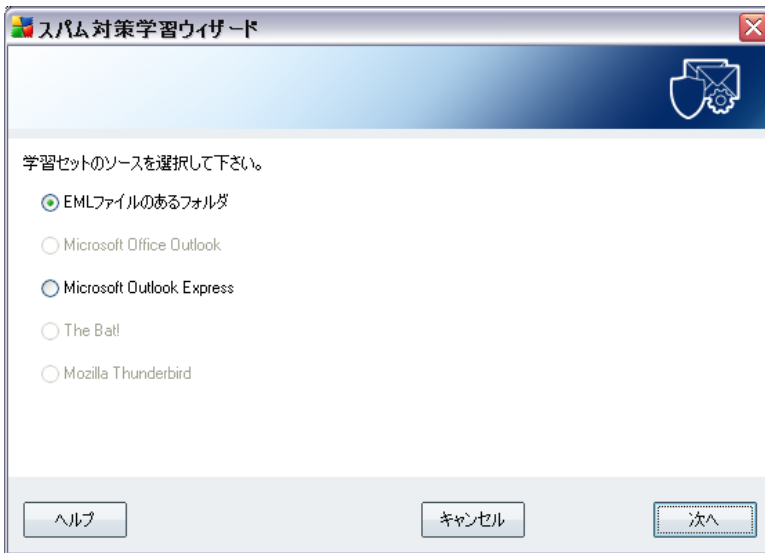 スパム対策学習ウィザード
学習セットのソースを選択して下さい。
EMLファイルのあるフォルダ
Microsoft Office Outlook
Microsoft Outlook Express
The Bat!
Mozilla Thunderbird
ヘルプ
キャンセル
次へ